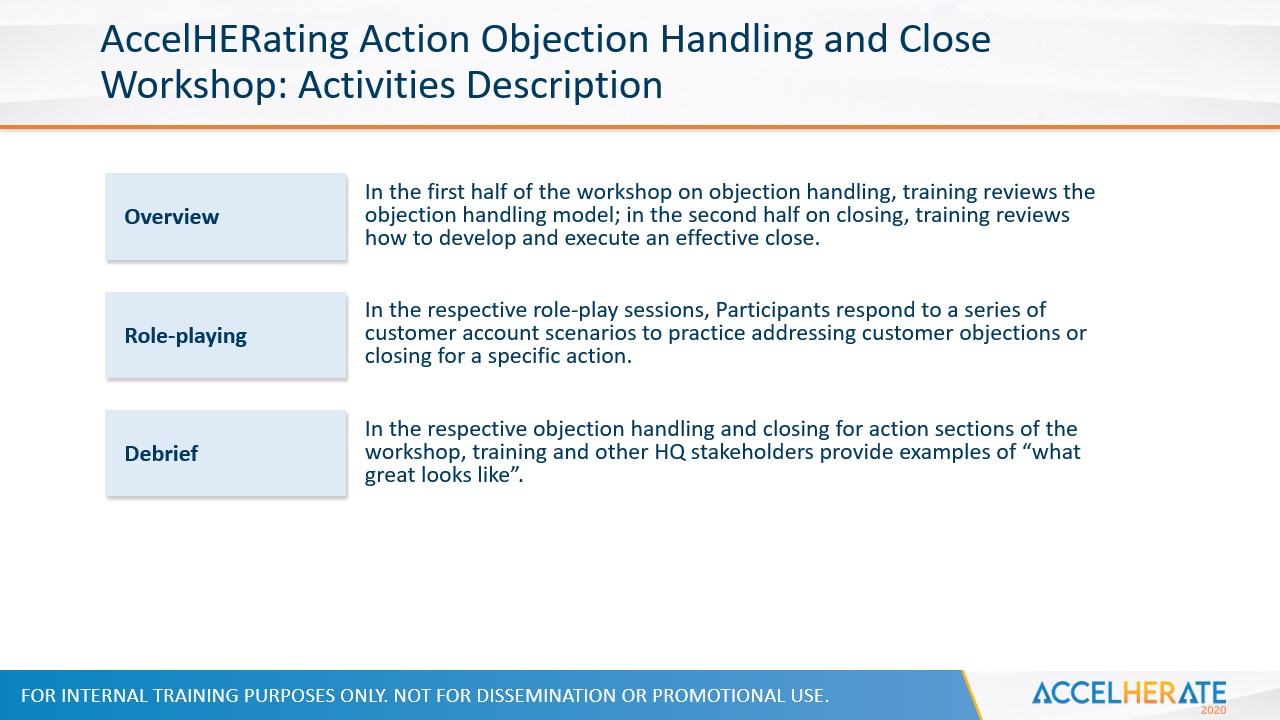 AccelHERating Action Objection Handling and Close
Workshop: Activities Description
Overview
In the first half of the workshop on objection handling, training reviews the
objection handling model; in the second half on closing, training reviews
how to develop and execute an effective close.
Role-playing
In the respective role-play sessions, Participants respond to a series of
customer account scenarios to practice addressing customer objections or
closing for a specific action.
Debrief
In the respective objection handling and closing for action sections of the
workshop, training and other HQ stakeholders provide examples of “what
great looks like”.
FOR INTERNAL TRAINING PURPOSES ONLY. NOT FOR DISSEMINATION OR PROMOTIONAL USE.
ACCELHERATE
2020